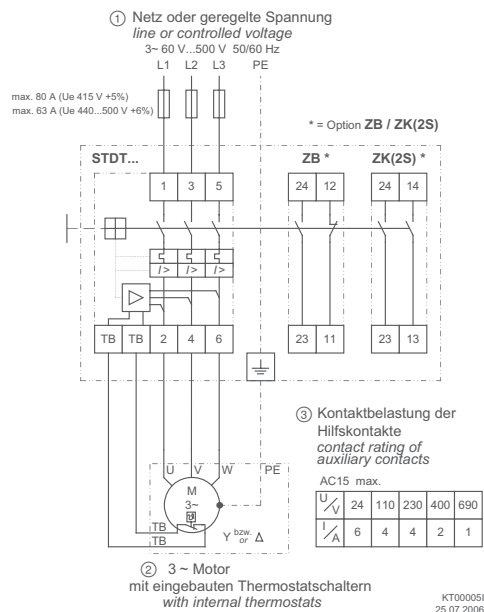 ① Netz oder geregelte Spannung
line or controlled voltage
3~ 60 V...500 V 50/60 Hz
L1 L2 L3 PE
max. 80 A (Ue 415 V +5%)
max. 63 A (Ue 440...500 V +6%)
* = Option ZB / ZK(2S)
STDT... ZB * ZK(2S) *
1 3 5 24 12 24 14
I > I > I >
TB TB 2 4 6 23 11 23 13
③ Kontaktbelastung der
Hilfskontakte
contact rating of
auxiliary contacts
AC15 max.
U/V 24 110 230 400 690
I/A 6 4 4 2 1
U V W PE
M
3~
TB
TB
Y bzw. or Δ
② 3 ~ Motor
mit eingebauten Thermostatschaltern
with internal thermostats
KT00005I
25.07.2006